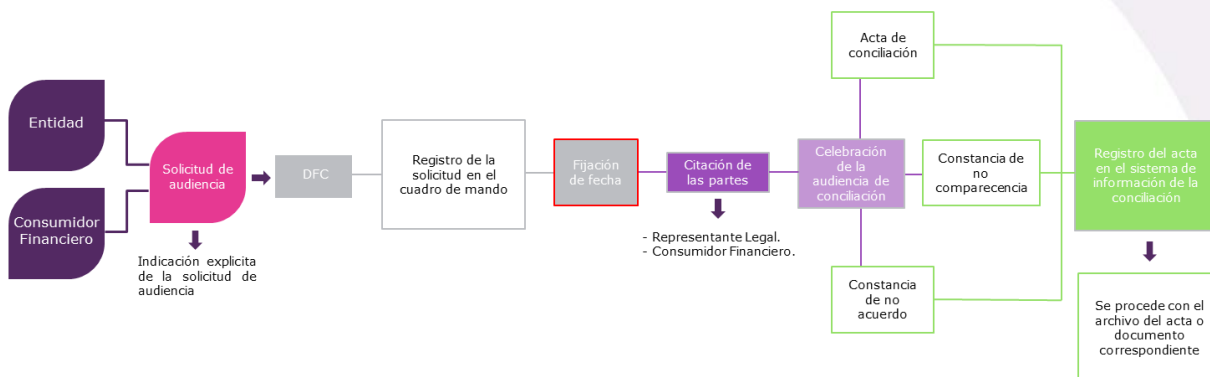 Entidad
Consumidor
Financiero
Solicitud de
audiencia
Indicación explicita
de la solicitud de
audiencia
DFC
Registro de la
solicitud en el
cuadro de mando
Fijación
de fecha
Citación de
las partes
- Representante Legal.
- Consumidor Financiero.
Celebración
de la
audiencia de
conciliación
Acta de
conciliación
Constancia de
no
comparecencia
Constancia
de no
acuerdo
Registro del acta
en el sistema de
información de la
conciliación
Se procede con el
archivo del acta o
documento
correspondiente